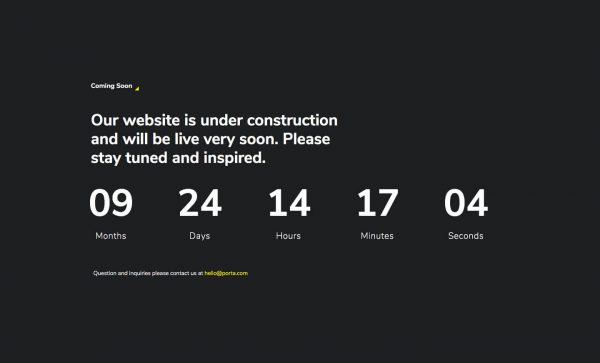 Coming Soon
Our website is under construction
and will be live very soon. Please
stay tuned and inspired.
09 24 14 17 04
Months Days Hours Minutes Seconds
Question and inquiries please contact us at hello@porta.com